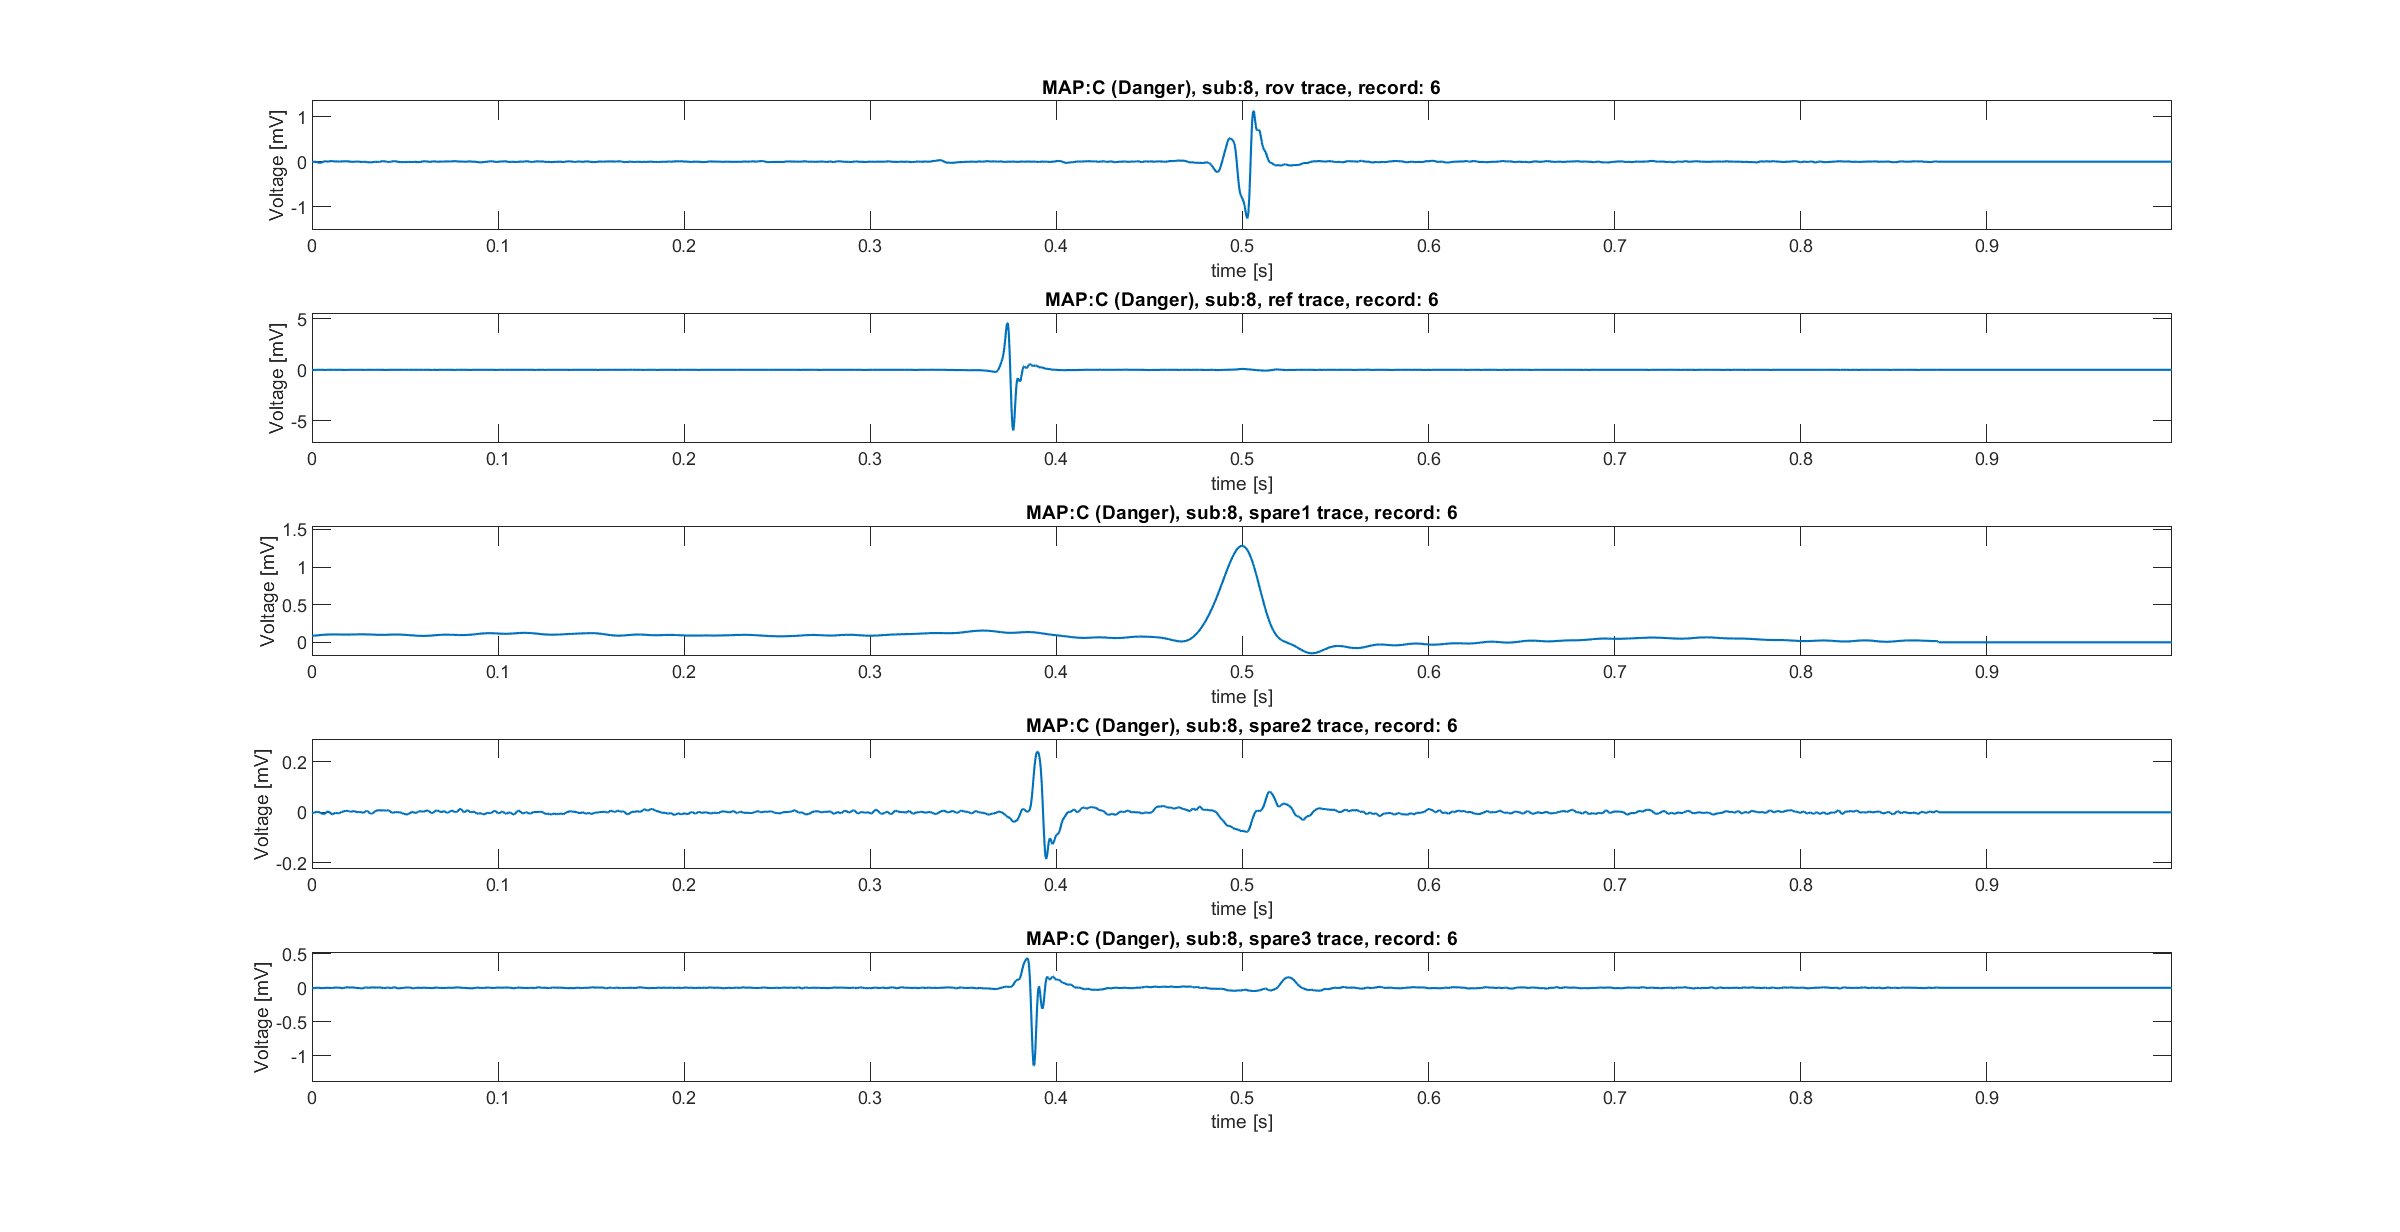 MAP:C (Danger), sub:8, rov trace, record: 6
Voltage [mV]
1
0
-1
0 0.1 0.2 0.3 0.4 0.5 0.6 0.7 0.8 0.9
time [s]
MAP:C (Danger), sub:8, ref trace, record: 6
Voltage [mV]
5
0
-5
0 0.1 0.2 0.3 0.4 0.5 0.6 0.7 0.8 0.9
time [s]
MAP:C (Danger), sub:8, spare1 trace, record: 6
Voltage [mV]
1.5
1
0.5
0
0 0.1 0.2 0.3 0.4 0.5 0.6 0.7 0.8 0.9
time [s]
MAP:C (Danger), sub:8, spare2 trace, record: 6
Voltage [mV]
0.2
0
-0.2
0 0.1 0.2 0.3 0.4 0.5 0.6 0.7 0.8 0.9
time [s]
MAP:C (Danger), sub:8, spare3 trace, record: 6
Voltage [mV]
0.5
0
-0.5
-1
0 0.1 0.2 0.3 0.4 0.5 0.6 0.7 0.8 0.9
time [s]